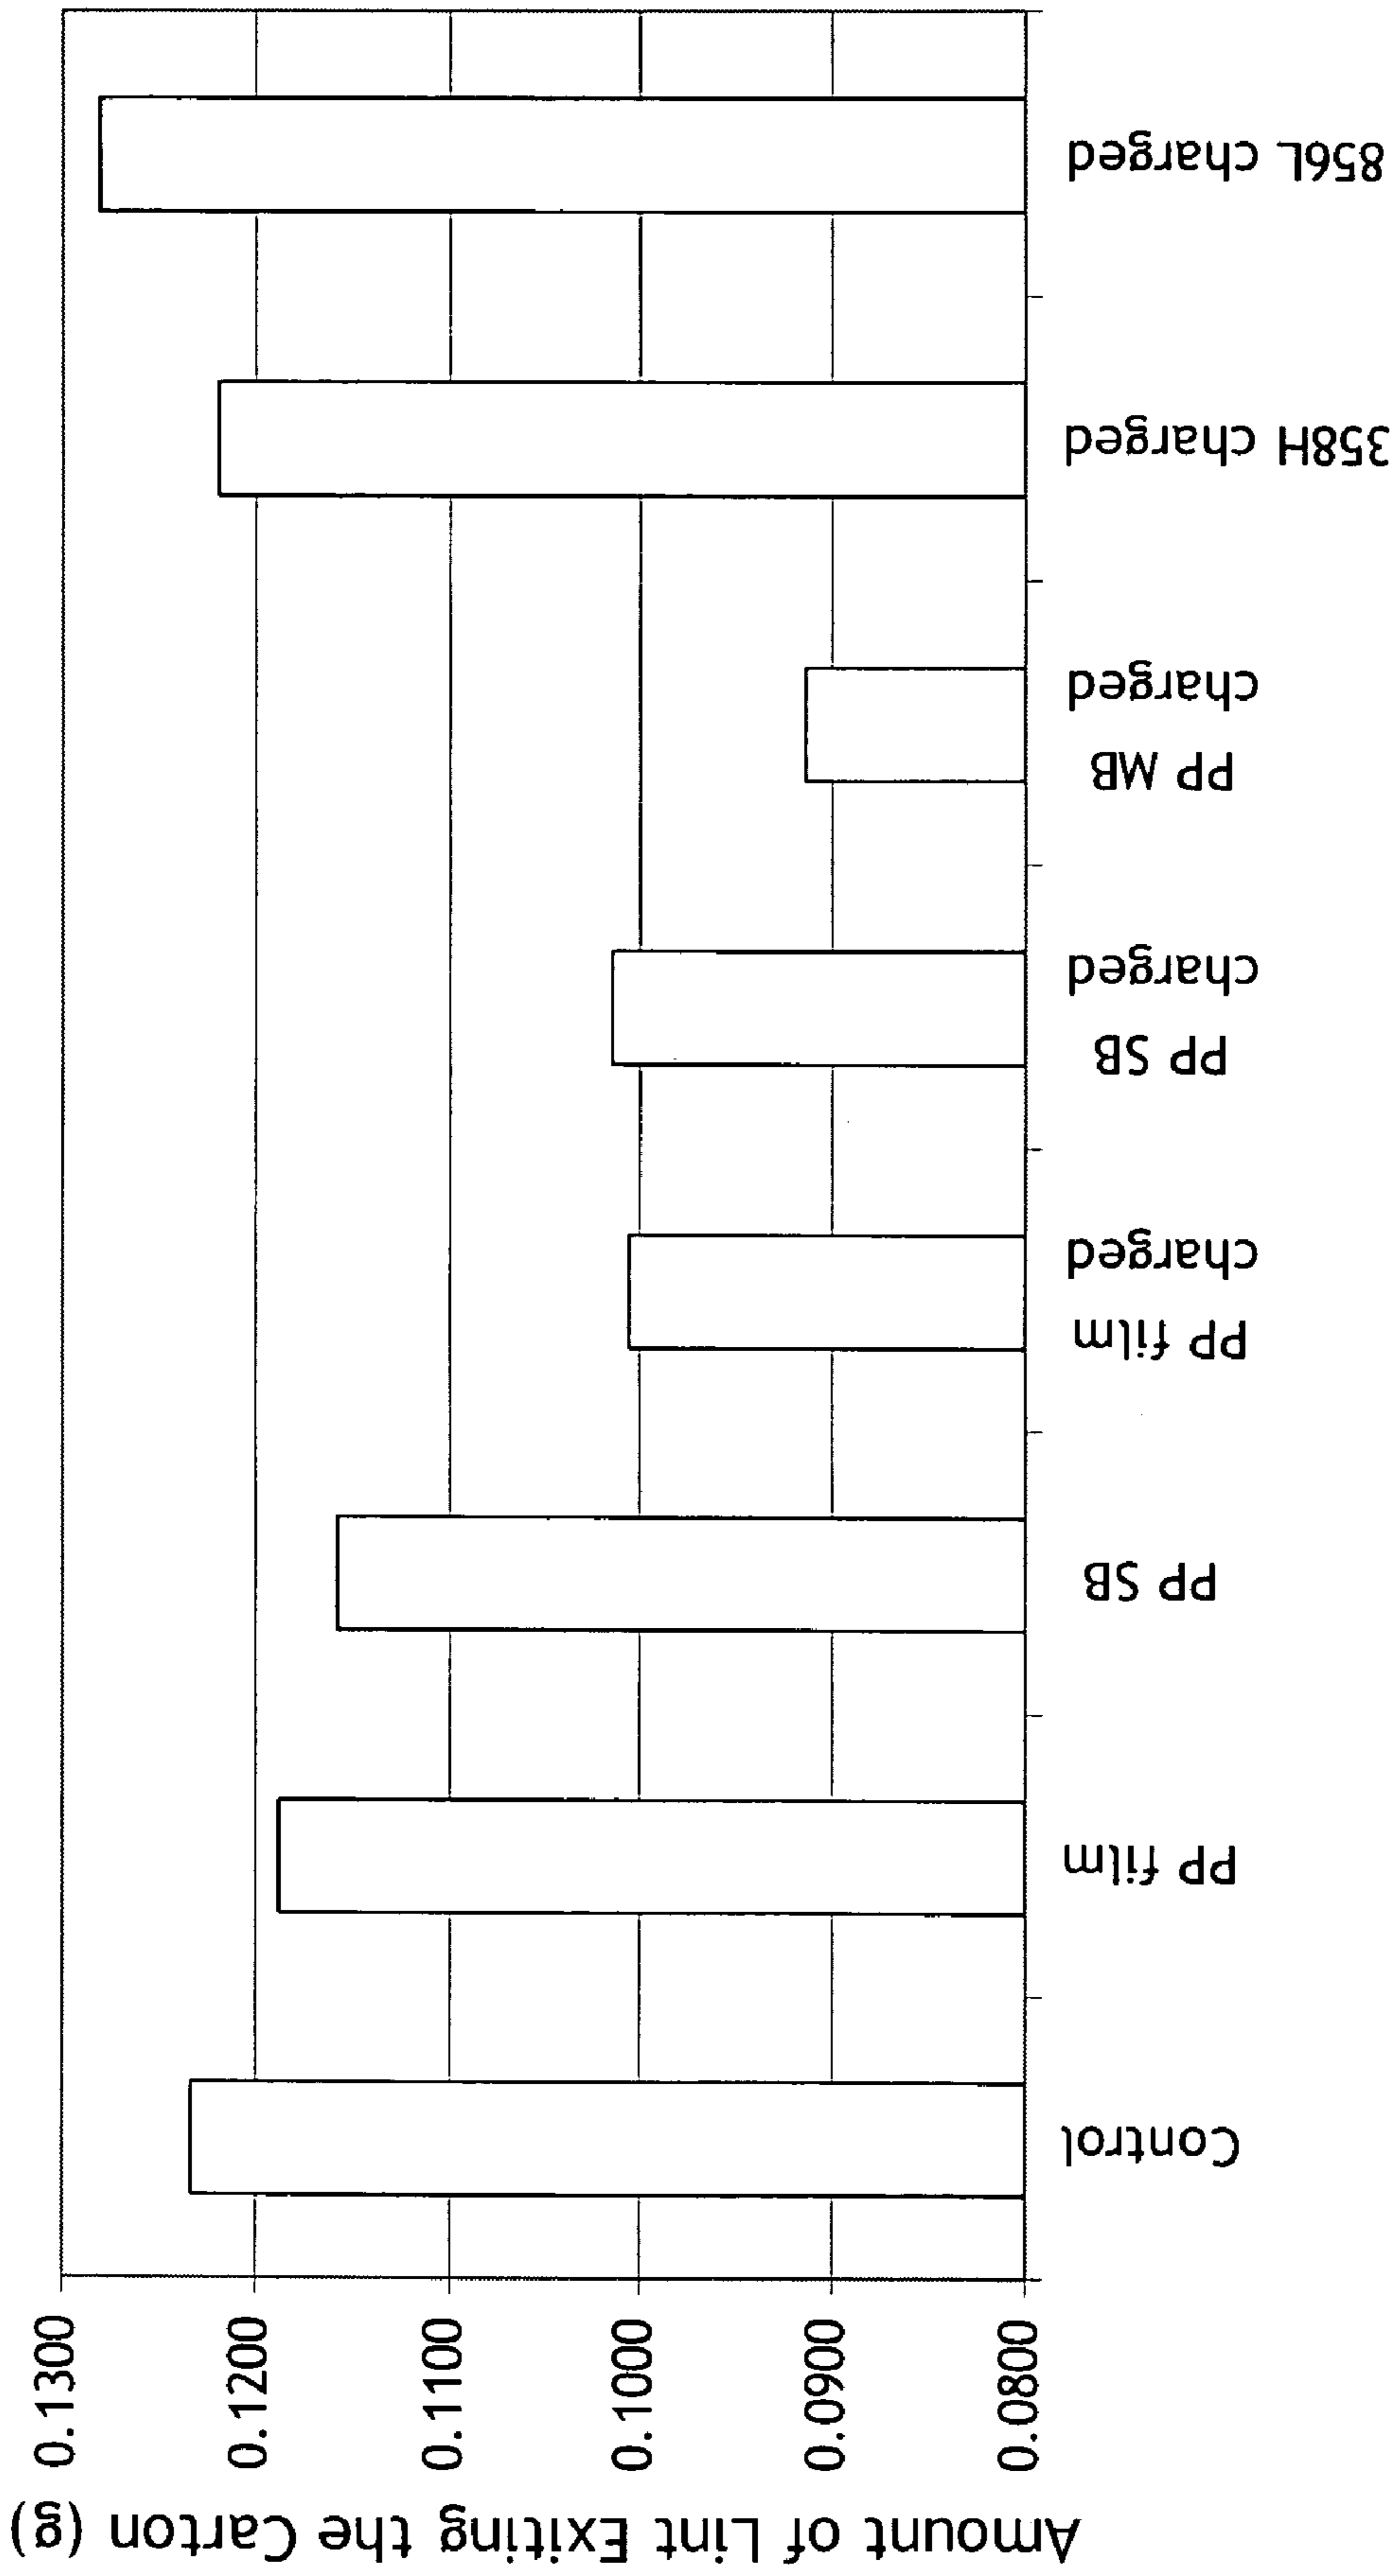 Amount of Lint Exiting the Carton (g)
0.1300
0.1200
0.1100
0.1000
0.0900
0.0800
Control
PP film
PP SB
PP film
charged
PP SB
charged
PP MB
charged
358H charged
856L charged